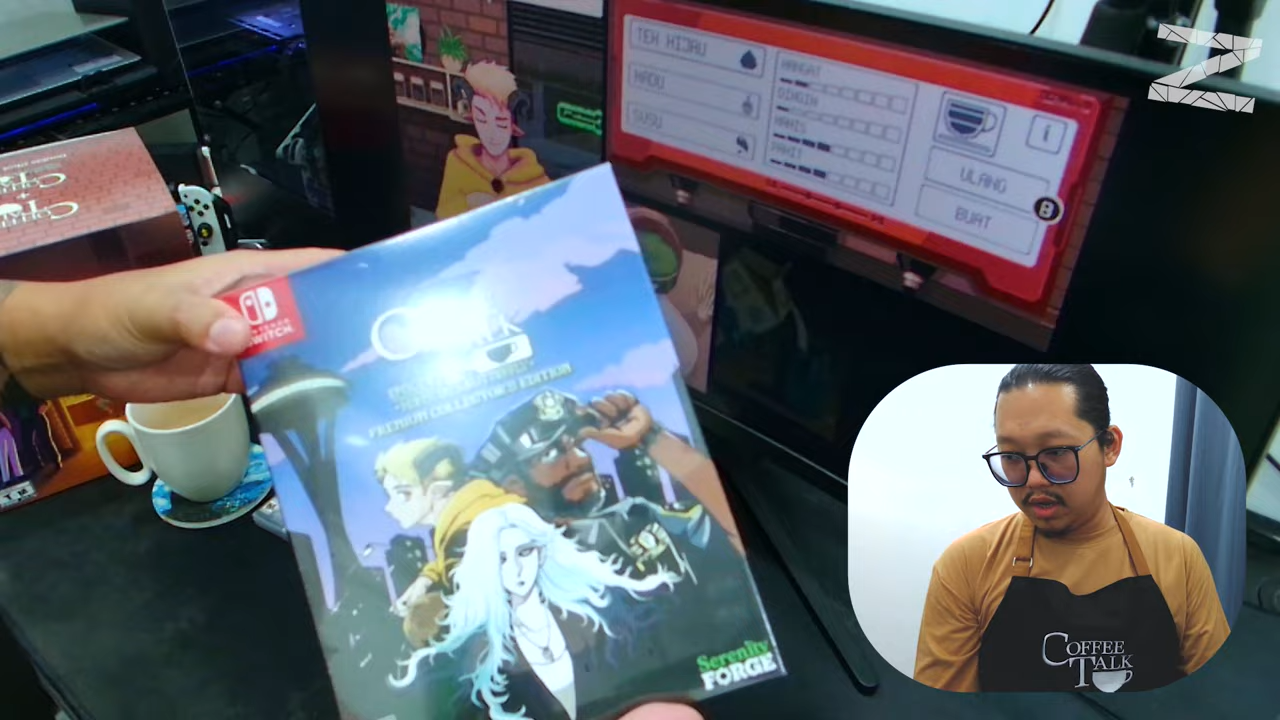 TEH HIJAU
MADU
SUSU
HANGAT
DINGIN
MANIS
PAHIT
i
ULANG
BUAT
B
NINTENDO
SWITCH
PREMIUM COLLECTOR'S EDITION
Serenity
FORGE
COFFEE
TALK
Z